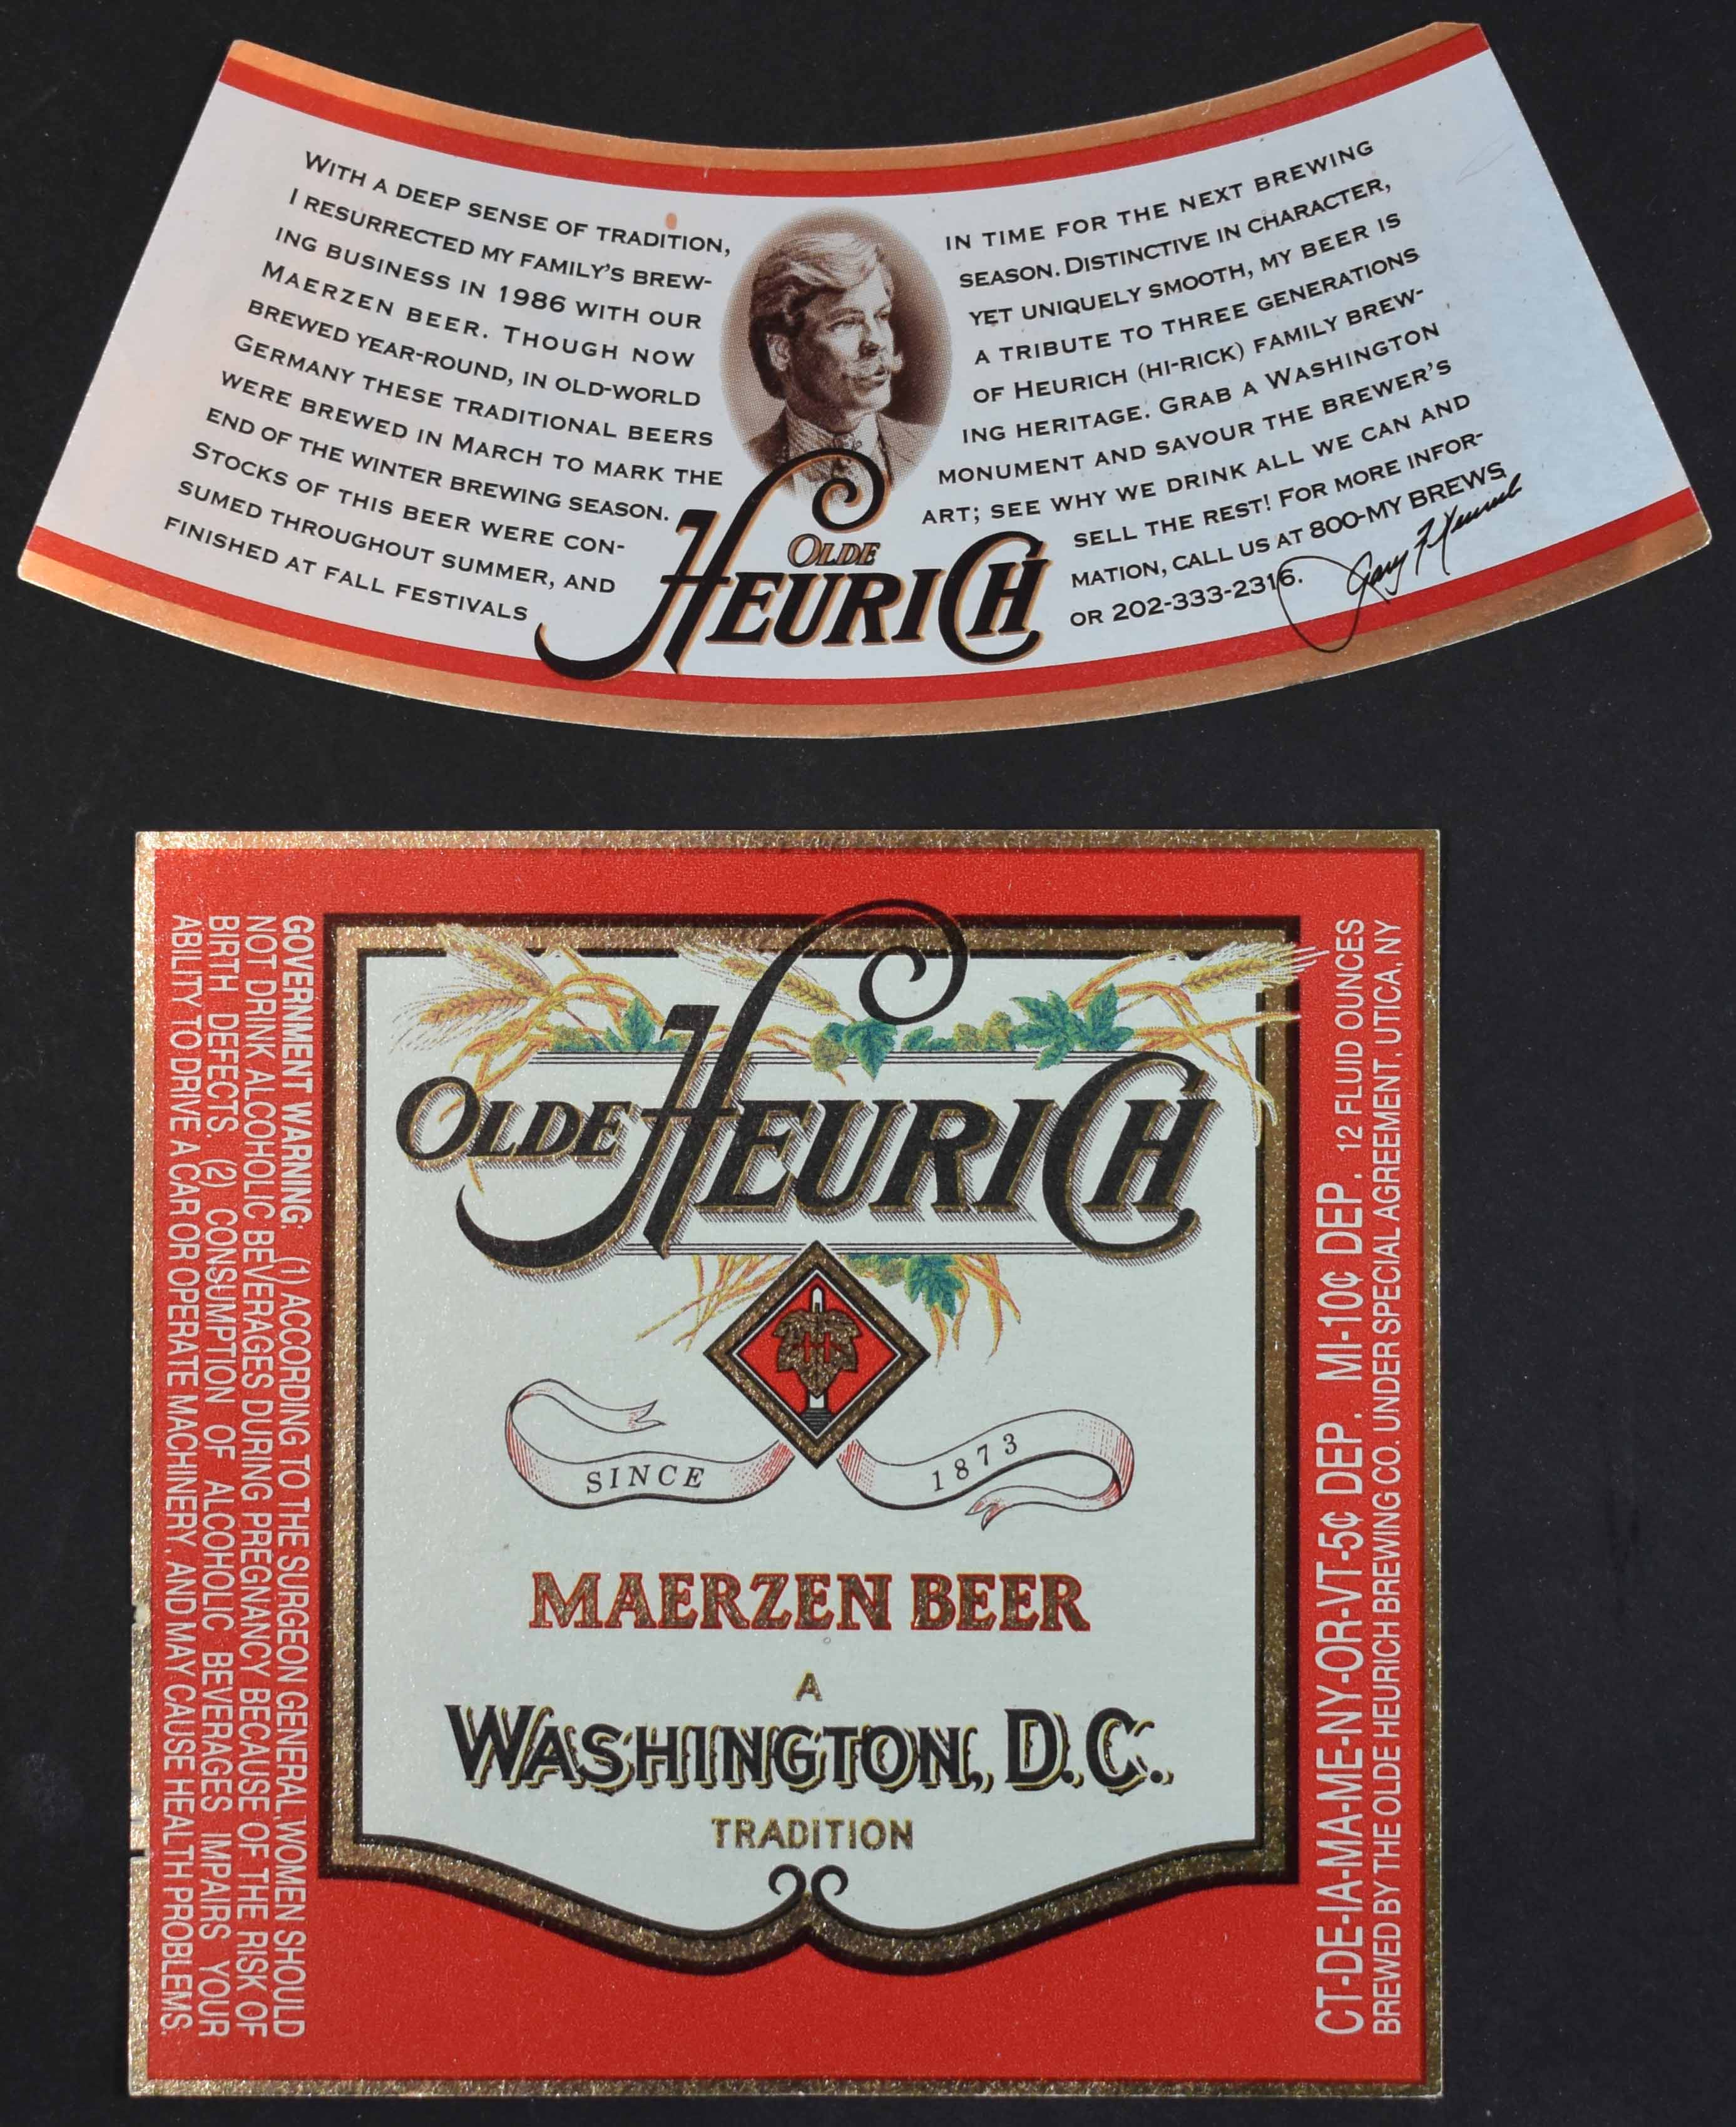 WITH A DEEP SENSE OF TRADITION,
I RESURRECTED MY FAMILY'S BREW-
ING BUSINESS IN 1986 WITH OUR
MAERZEN BEER. THOUGH NOW
BREWED YEAR-ROUND, IN OLD-WORLD
GERMANY THESE TRADITIONAL BEERS
WERE BREWED IN MARCH TO MARK THE
END OF THE WINTER BREWING SEASON.
STOCKS OF THIS BEER WERE CON-
SUMED THROUGHOUT SUMMER, AND
FINISHED AT FALL FESTIVALS
OLDE
HEURICH
IN TIME FOR THE NEXT BREWING
SEASON. DISTINCTIVE IN CHARACTER,
YET UNIQUELY SMOOTH, MY BEER IS
A TRIBUTE TO THREE GENERATIONS
OF HEURICH (HI-RICK) FAMILY BREW-
ING HERITAGE. GRAB A WASHINGTON
MONUMENT AND SAVOUR THE BREWER'S
ART; SEE WHY WE DRINK ALL WE CAN AND
SELL THE REST! FOR MORE INFOR-
MATION, CALL US AT 800-MY BREWS
OR 202-333-2316.
Gary F Heurich
GOVERNMENT WARNING: (1) ACCORDING TO THE SURGEON GENERAL, WOMEN SHOULD
NOT DRINK ALCOHOLIC BEVERAGES DURING PREGNANCY BECAUSE OF THE RISK OF
BIRTH DEFECTS. (2) CONSUMPTION OF ALCOHOLIC BEVERAGES IMPAIRS YOUR
ABILITY TO DRIVE A CAR OR OPERATE MACHINERY, AND MAY CAUSE HEALTH PROBLEMS.
OLDE HEURICH
H
SINCE 1873
MAERZEN BEER
A
WASHINGTON, D.C.
TRADITION
CT-DE-IA-MA-ME-NY-OR-VT-5¢ DEP. MI-10¢ DEP. 12 FLUID OUNCES
BREWED BY THE OLDE HEURICH BREWING CO. UNDER SPECIAL AGREEMENT, UTICA, NY